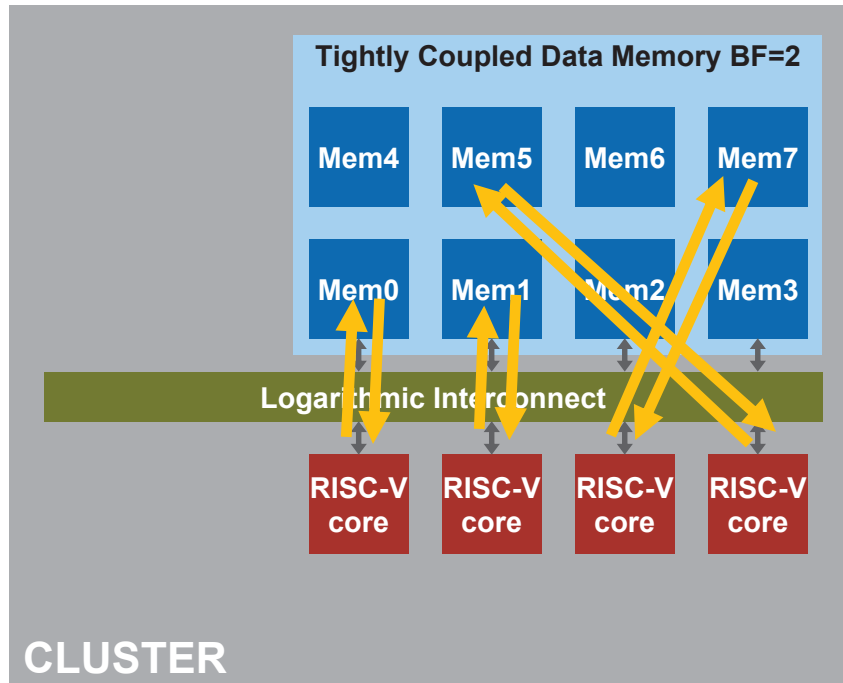 Tightly Coupled Data Memory BF=2
Mem4 Mem5 Mem6 Mem7
Mem0 Mem1 Mem2 Mem3
Logarithmic Interconnect
RISC-V RISC-V RISC-V RISC-V
core core core core
CLUSTER